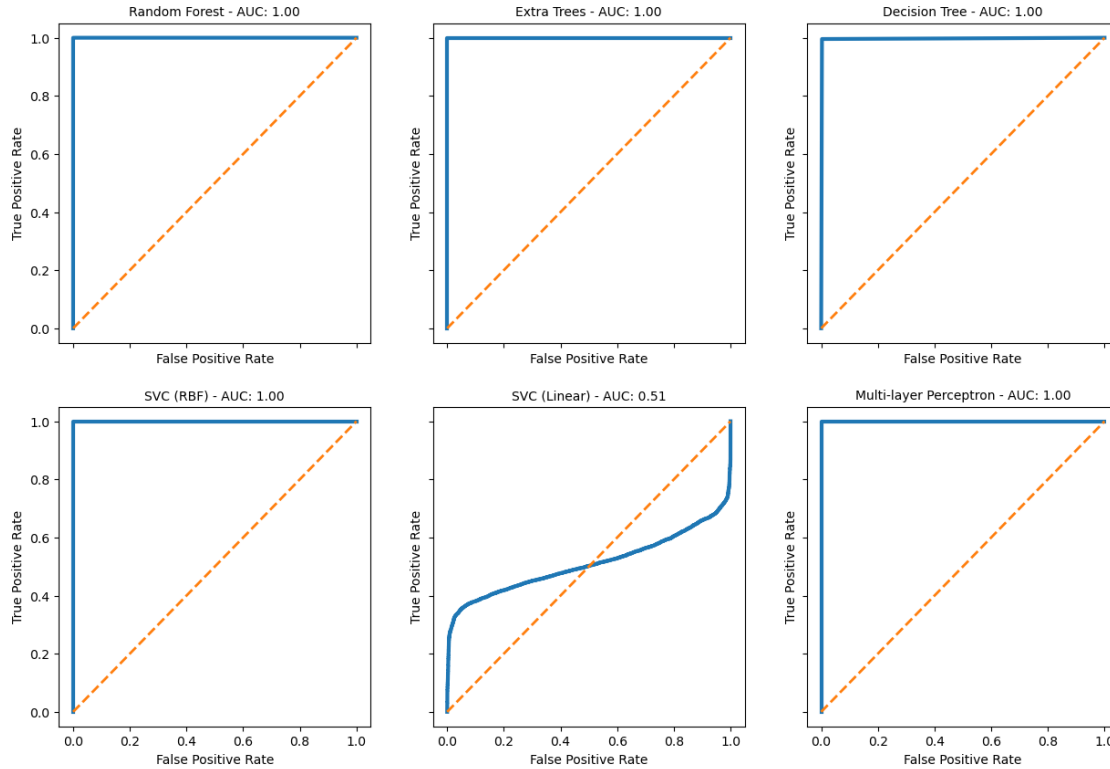 Random Forest - AUC: 1.00
Extra Trees - AUC: 1.00
Decision Tree - AUC: 1.00
True Positive Rate
1.0
0.8
0.6
0.4
0.2
0.0
False Positive Rate
True Positive Rate
False Positive Rate
True Positive Rate
False Positive Rate
SVC (RBF) - AUC: 1.00
SVC (Linear) - AUC: 0.51
Multi-layer Perceptron - AUC: 1.00
True Positive Rate
1.0
0.8
0.6
0.4
0.2
0.0
0.0 0.2 0.4 0.6 0.8 1.0
False Positive Rate
True Positive Rate
0.0 0.2 0.4 0.6 0.8 1.0
False Positive Rate
True Positive Rate
0.0 0.2 0.4 0.6 0.8 1.0
False Positive Rate